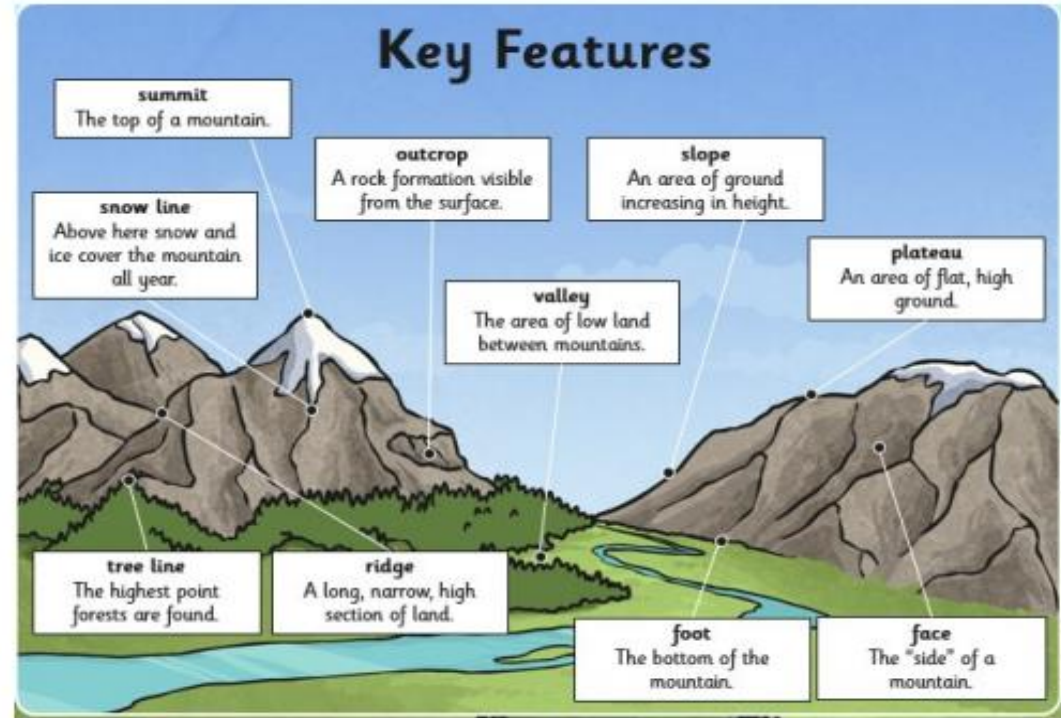 Key Features
summit
The top of a mountain.
outcrop
A rock formation visible
from the surface.
slope
An area of ground
increasing in height.
snow line
Above here snow and
ice cover the mountain
all year.
plateau
An area of flat, high
ground.
valley
The area of low land
between mountains.
tree line
The highest point
forests are found.
ridge
A long, narrow, high
section of land.
foot
The bottom of the
mountain.
face
The "side" of a
mountain.